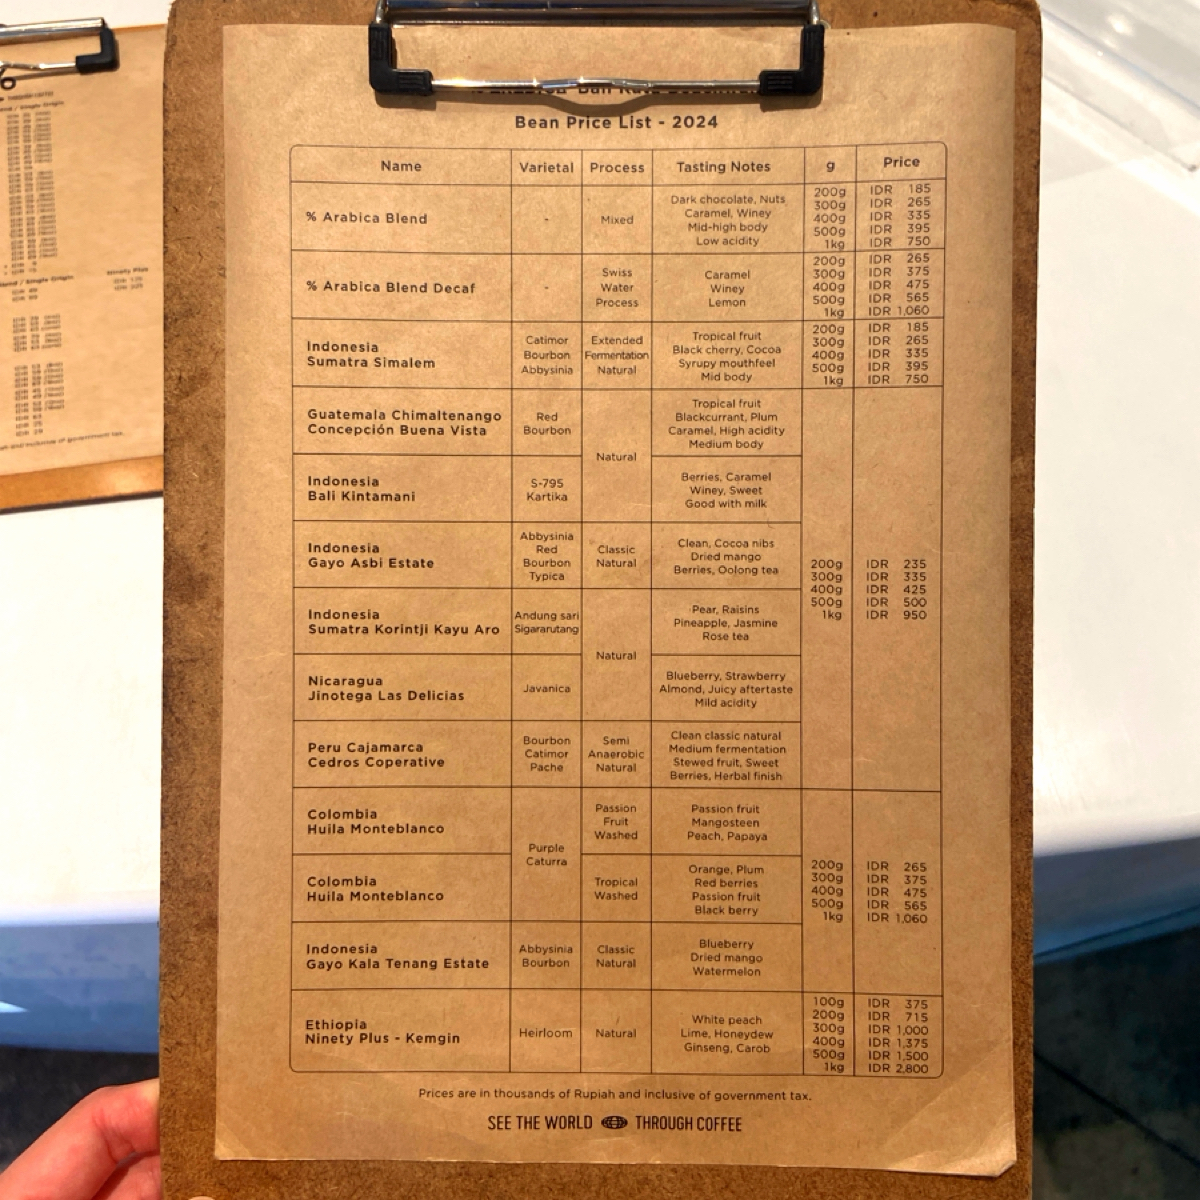 Bean Price List - 2024
Name Varietal Process Tasting Notes g Price
% Arabica Blend
-
Mixed
Dark chocolate, Nuts
Caramel, Winey
Mid-high body
Low acidity
200g IDR 185
300g IDR 265
400g IDR 335
500g IDR 395
1kg IDR 750
% Arabica Blend Decaf
-
Swiss
Water
Process
Caramel
Winey
Lemon
200g IDR 265
300g IDR 375
400g IDR 475
500g IDR 565
1kg IDR 1,060
Indonesia
Sumatra Simalem
Catimor
Bourbon
Abbysinia
Extended
Fermentation
Natural
Tropical fruit
Black cherry, Cocoa
Syrupy mouthfeel
Mid body
200g IDR 185
300g IDR 265
400g IDR 335
500g IDR 395
1kg IDR 750
Guatemala Chimaltenango
Concepción Buena Vista
Red
Bourbon
Natural
Tropical fruit
Blackcurrant, Plum
Caramel, High acidity
Medium body
Indonesia
Bali Kintamani
S-795
Kartika
Berries, Caramel
Winey, Sweet
Good with milk
Indonesia
Gayo Asbi Estate
Abbysinia
Red
Bourbon
Typica
Classic
Natural
Clean, Cocoa nibs
Dried mango
Berries, Oolong tea
200g IDR 235
300g IDR 335
400g IDR 425
500g IDR 500
1kg IDR 950
Indonesia
Sumatra Korintji Kayu Aro
Andung sari
Sigararutang
Natural
Pear, Raisins
Pineapple, Jasmine
Rose tea
Nicaragua
Jinotega Las Delicias
Javanica
Blueberry, Strawberry
Almond, Juicy aftertaste
Mild acidity
Peru Cajamarca
Cedros Coperative
Bourbon
Catimor
Pache
Semi
Anaerobic
Natural
Clean classic natural
Medium fermentation
Stewed fruit, Sweet
Berries, Herbal finish
Colombia
Huila Monteblanco
Purple
Caturra
Passion
Fruit
Washed
Passion fruit
Mangosteen
Peach, Papaya
Colombia
Huila Monteblanco
Tropical
Washed
Orange, Plum
Red berries
Passion fruit
Black berry
200g IDR 265
300g IDR 375
400g IDR 475
500g IDR 565
1kg IDR 1,060
Indonesia
Gayo Kala Tenang Estate
Abbysinia
Bourbon
Classic
Natural
Blueberry
Dried mango
Watermelon
Ethiopia
Ninety Plus - Kemgin
Heirloom
Natural
White peach
Lime, Honeydew
Ginseng, Carob
100g IDR 375
200g IDR 715
300g IDR 1,000
400g IDR 1,375
500g IDR 1,500
1kg IDR 2,800
Prices are in thousands of Rupiah and inclusive of government tax.
SEE THE WORLD THROUGH COFFEE